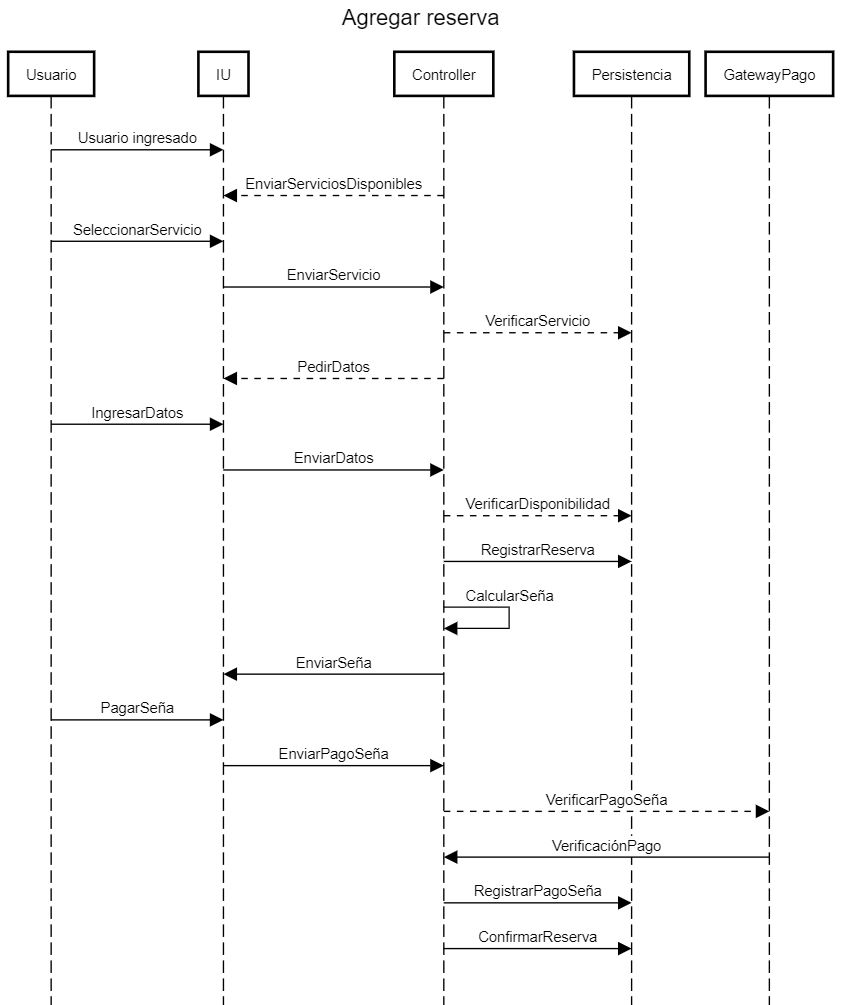 Agregar reserva
Usuario
IU
Controller
Persistencia
GatewayPago
Usuario ingresado
EnviarServiciosDisponibles
SeleccionarServicio
EnviarServicio
VerificarServicio
PedirDatos
IngresarDatos
EnviarDatos
VerificarDisponibilidad
RegistrarReserva
CalcularSeña
EnviarSeña
PagarSeña
EnviarPagoSeña
VerificarPagoSeña
VerificaciónPago
RegistrarPagoSeña
ConfirmarReserva